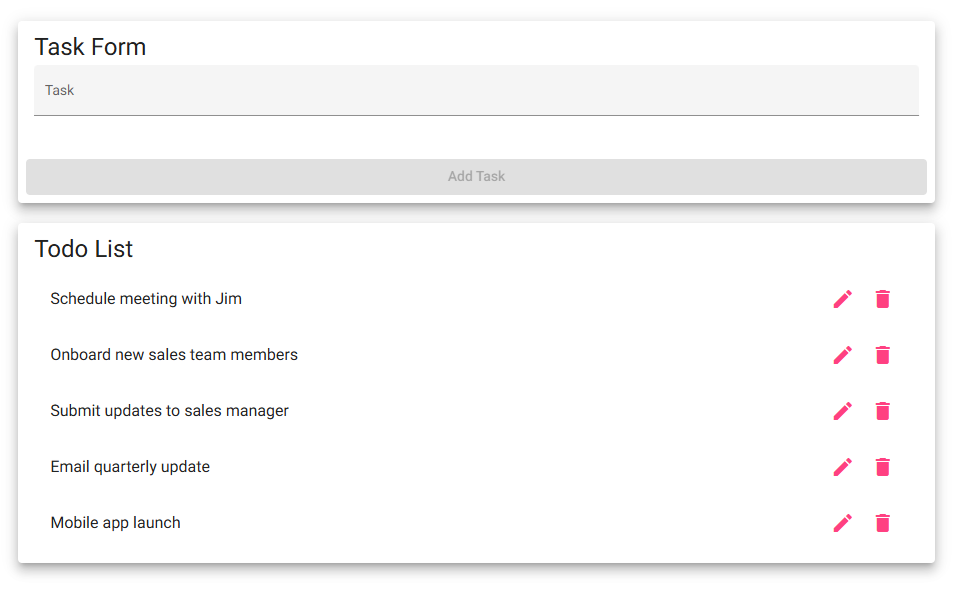 Task Form
Task
Add Task
Todo List
Schedule meeting with Jim
Onboard new sales team members
Submit updates to sales manager
Email quarterly update
Mobile app launch